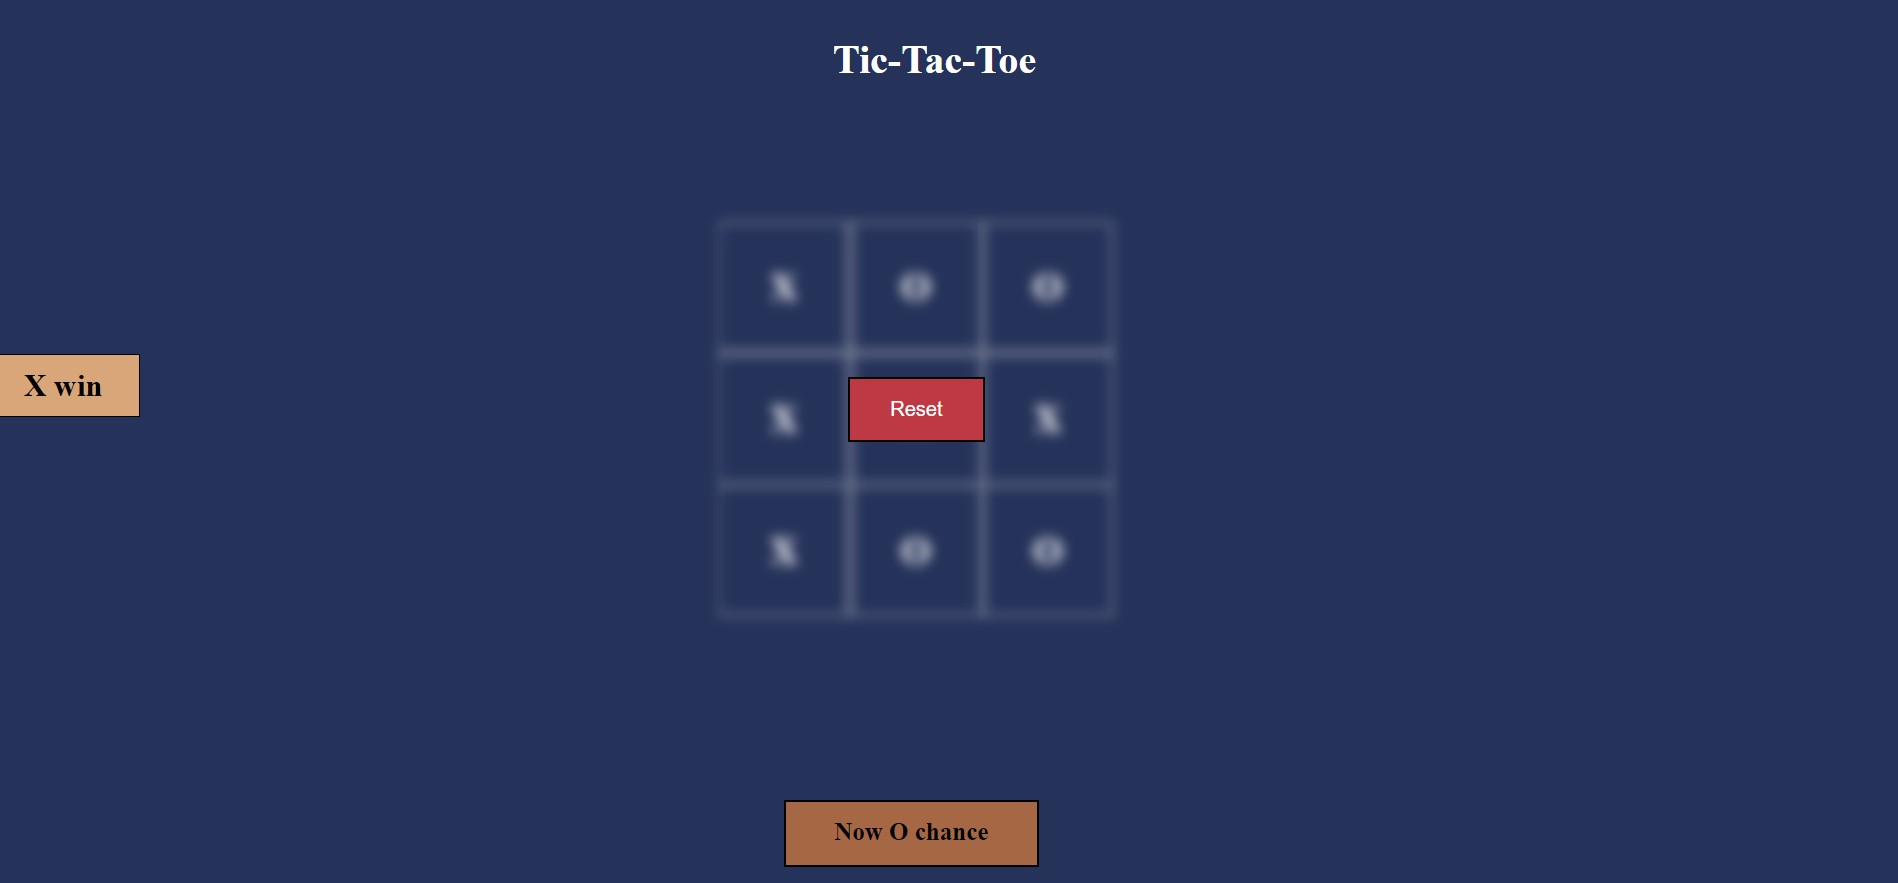 Tic-Tac-Toe
X O O
X win
X Reset X
X O O
Now O chance